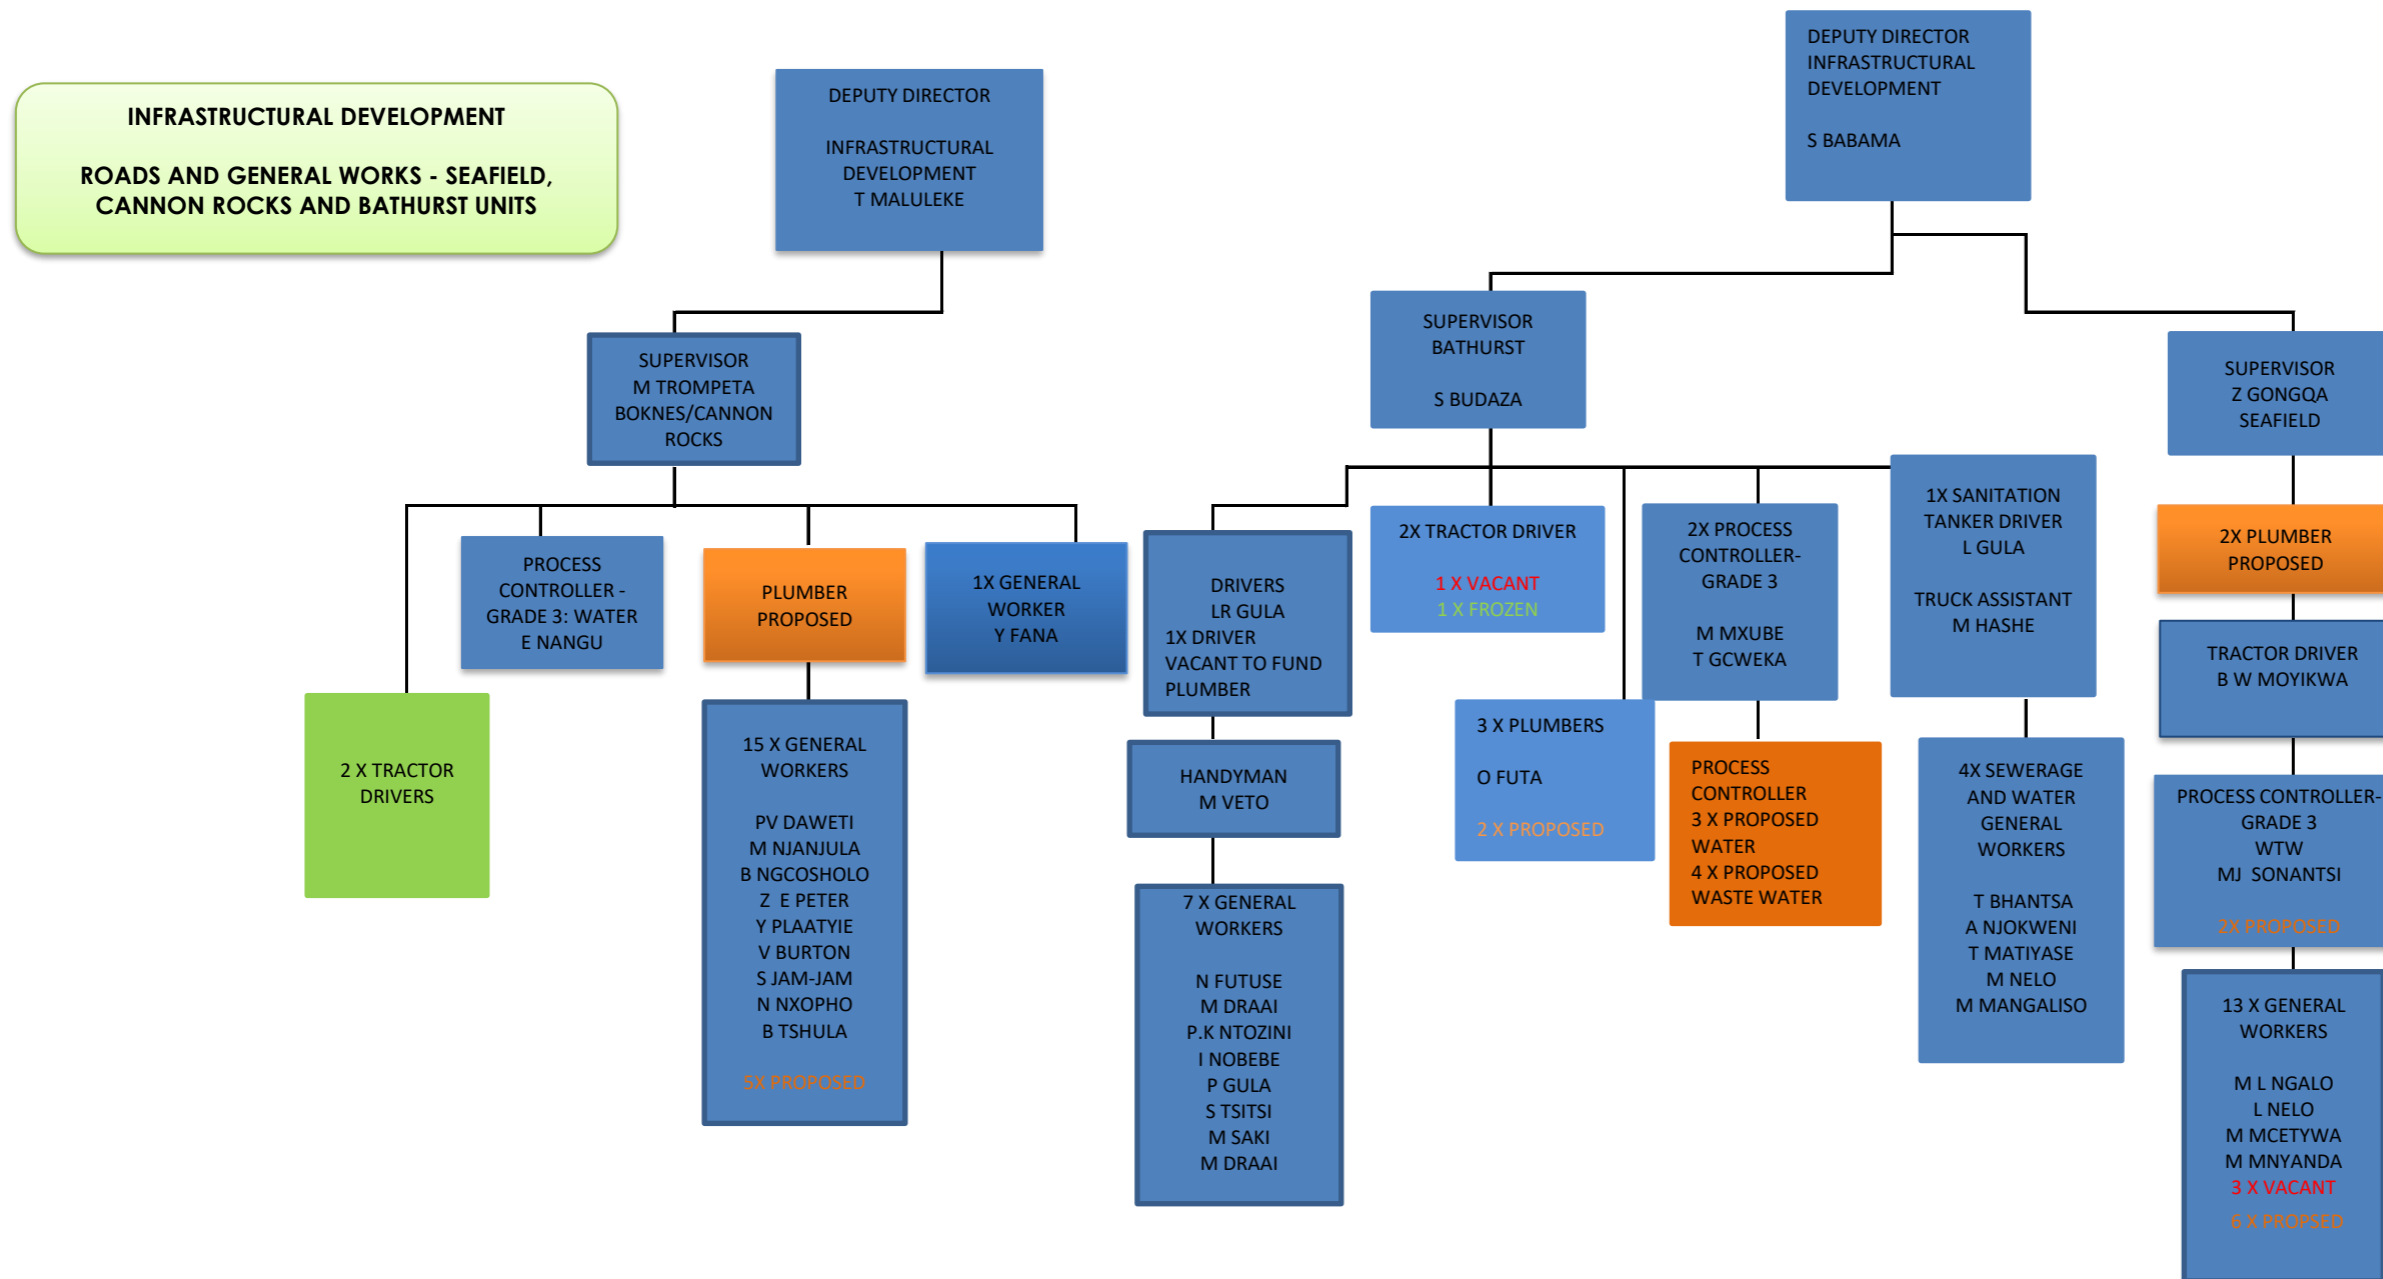 INFRASTRUCTURAL DEVELOPMENT
ROADS AND GENERAL WORKS - SEAFIELD,
CANNON ROCKS AND BATHURST UNITS
DEPUTY DIRECTOR
INFRASTRUCTURAL
DEVELOPMENT
T MALULEKE
DEPUTY DIRECTOR
INFRASTRUCTURAL
DEVELOPMENT
S BABAMA
SUPERVISOR
M TROMPETA
BOKNES/CANNON
ROCKS
SUPERVISOR
BATHURST
S BUDAZA
SUPERVISOR
Z GONGQA
SEAFIELD
2 X TRACTOR
DRIVERS
PROCESS
CONTROLLER -
GRADE 3: WATER
E NANGU
PLUMBER
PROPOSED
1X GENERAL
WORKER
Y FANA
15 X GENERAL
WORKERS
PV DAWETI
M NJANJULA
B NGCOSHOLO
Z E PETER
Y PLAATYIE
V BURTON
S JAM-JAM
N NXOPHO
B TSHULA
5X PROPOSED
DRIVERS
LR GULA
1X DRIVER
VACANT TO FUND
PLUMBER
HANDYMAN
M VETO
7 X GENERAL
WORKERS
N FUTUSE
M DRAAI
P.K NTOZINI
I NOBEBE
P GULA
S TSITSI
M SAKI
M DRAAI
2X TRACTOR DRIVER
1 X VACANT
1 X FROZEN
3 X PLUMBERS
O FUTA
2 X PROPOSED
2X PROCESS
CONTROLLER-
GRADE 3
M MXUBE
T GCWEKA
PROCESS
CONTROLLER
3 X PROPOSED
WATER
4 X PROPOSED
WASTE WATER
1X SANITATION
TANKER DRIVER
L GULA
TRUCK ASSISTANT
M HASHE
4X SEWERAGE
AND WATER
GENERAL
WORKERS
T BHANTSA
A NJOKWENI
T MATIYASE
M NELO
M MANGALISO
2X PLUMBER
PROPOSED
TRACTOR DRIVER
B W MOYIKWA
PROCESS CONTROLLER-
GRADE 3
WTW
MJ SONANTSI
2X PROPOSED
13 X GENERAL
WORKERS
M L NGALO
L NELO
M MCETYWA
M MNYANDA
3 X VACANT
6 X PROPSED